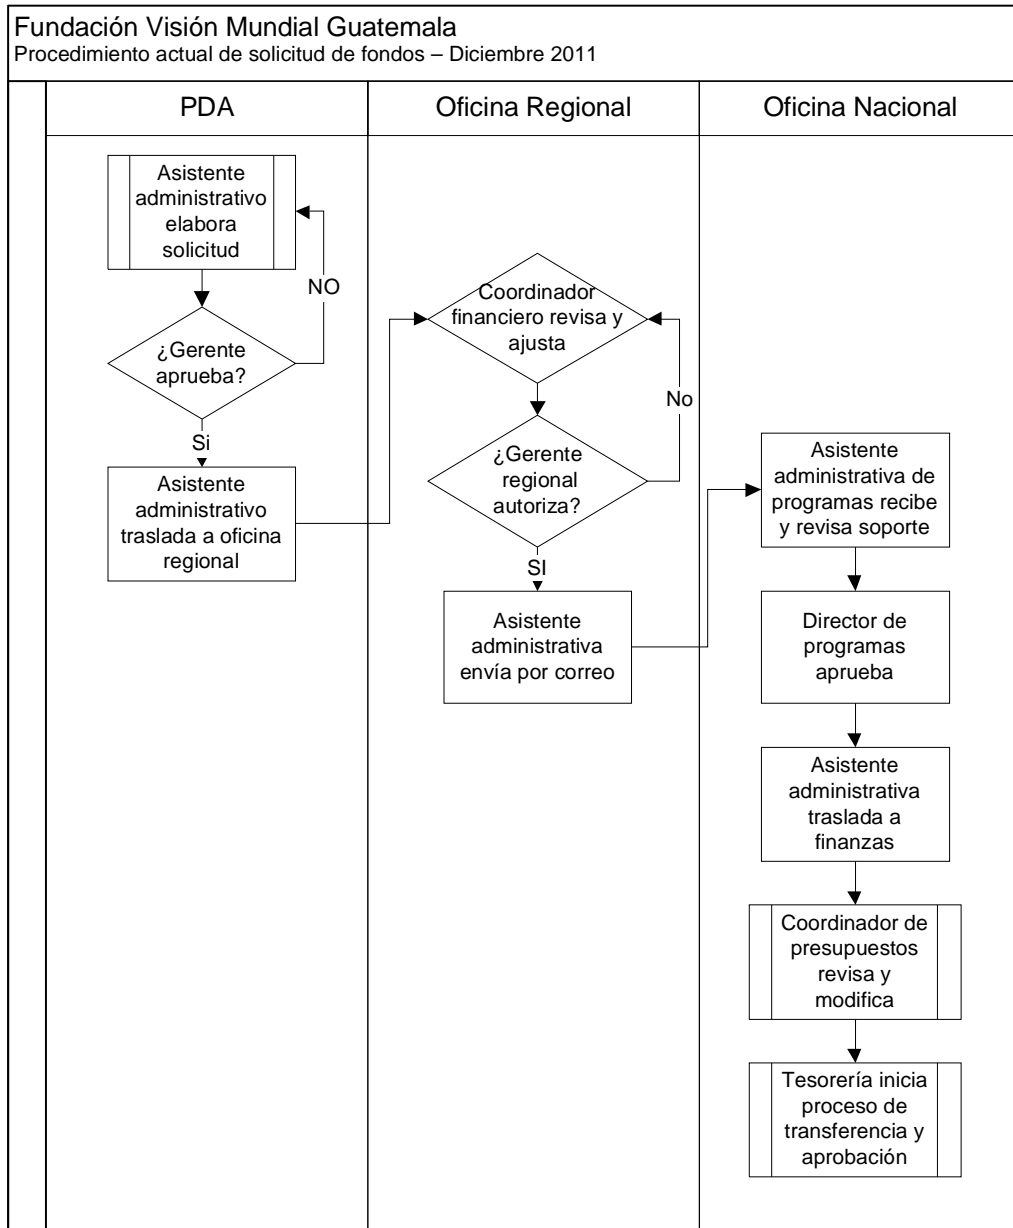 Fundación Visión Mundial Guatemala
Procedimiento actual de solicitud de fondos – Diciembre 2011
PDA
Asistente
administrativo
elabora
solicitud
NO
¿Gerente
aprueba?
Si
Asistente
administrativo
traslada a oficina
regional
Oficina Regional
Coordinador
financiero revisa y
ajusta
No
¿Gerente
regional
autoriza?
SI
Asistente
administrativa
envía por correo
Oficina Nacional
Asistente
administrativa de
programas recibe
y revisa soporte
Director de
programas
aprueba
Asistente
administrativa
traslada a
finanzas
Coordinador de
presupuestos
revisa y
modifica
Tesorería inicia
proceso de
transferencia y
aprobación